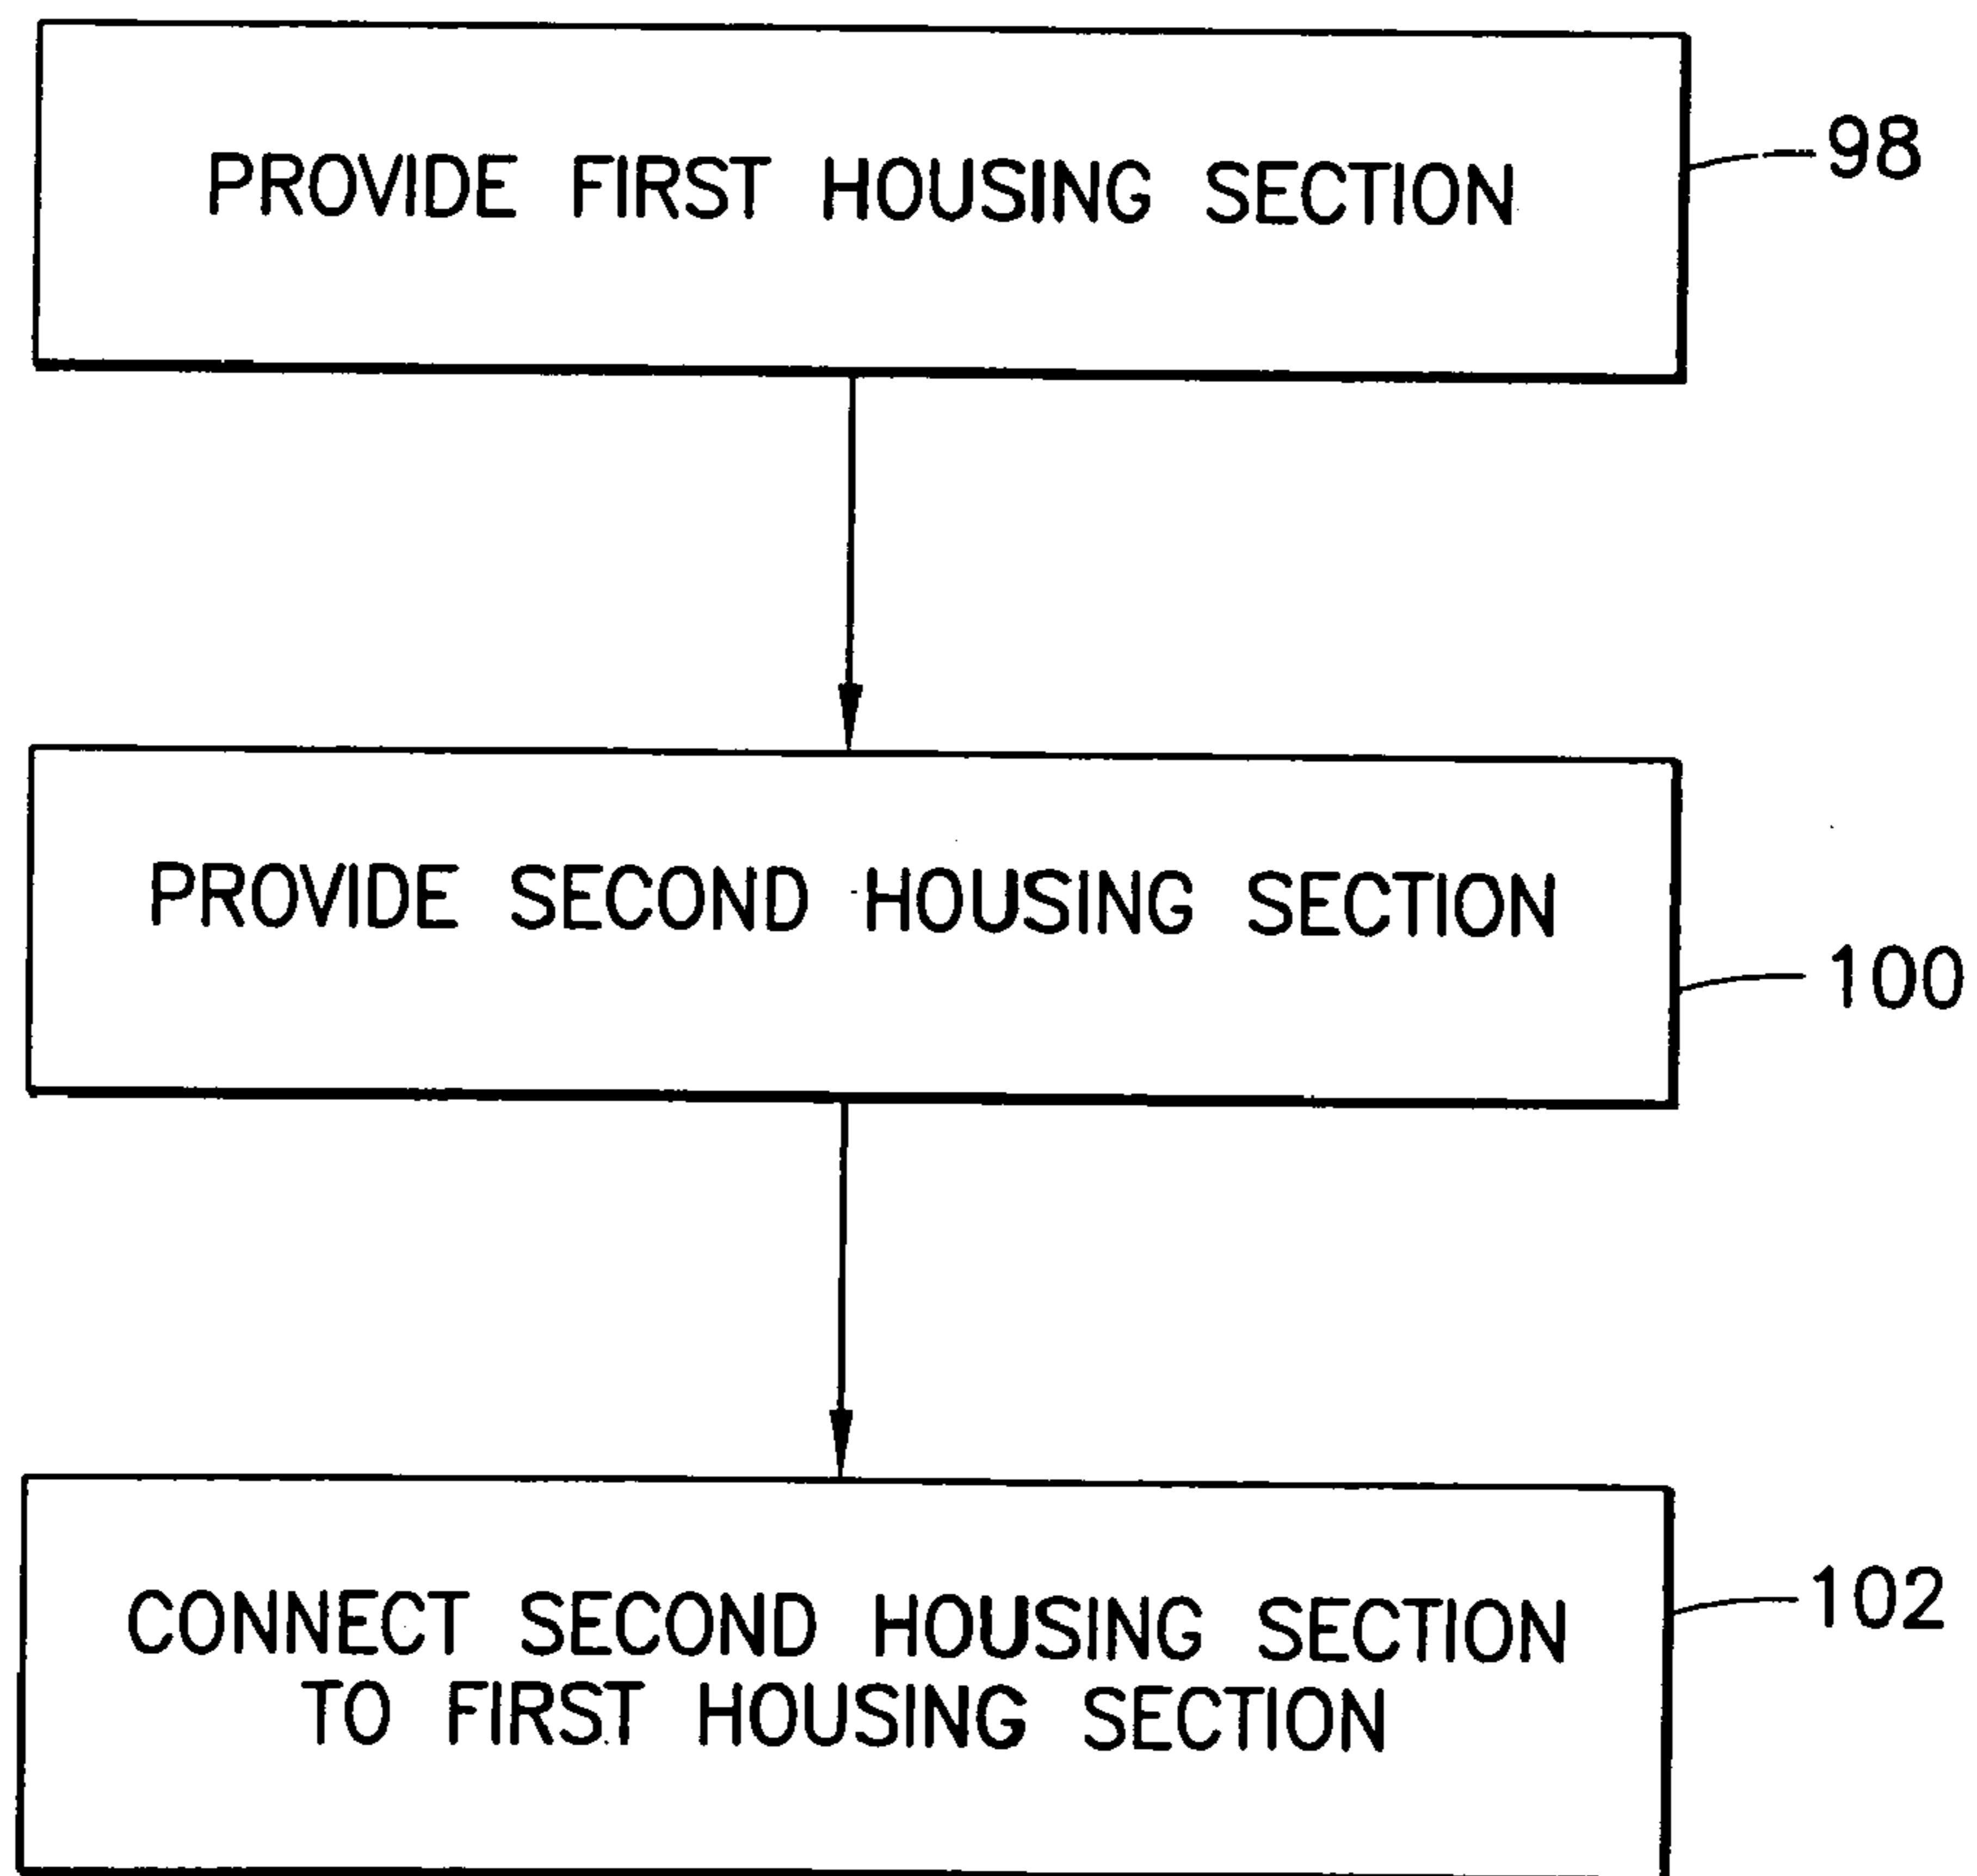 PROVIDE FIRST HOUSING SECTION
98
PROVIDE SECOND HOUSING SECTION
100
CONNECT SECOND HOUSING SECTION
TO FIRST HOUSING SECTION
102